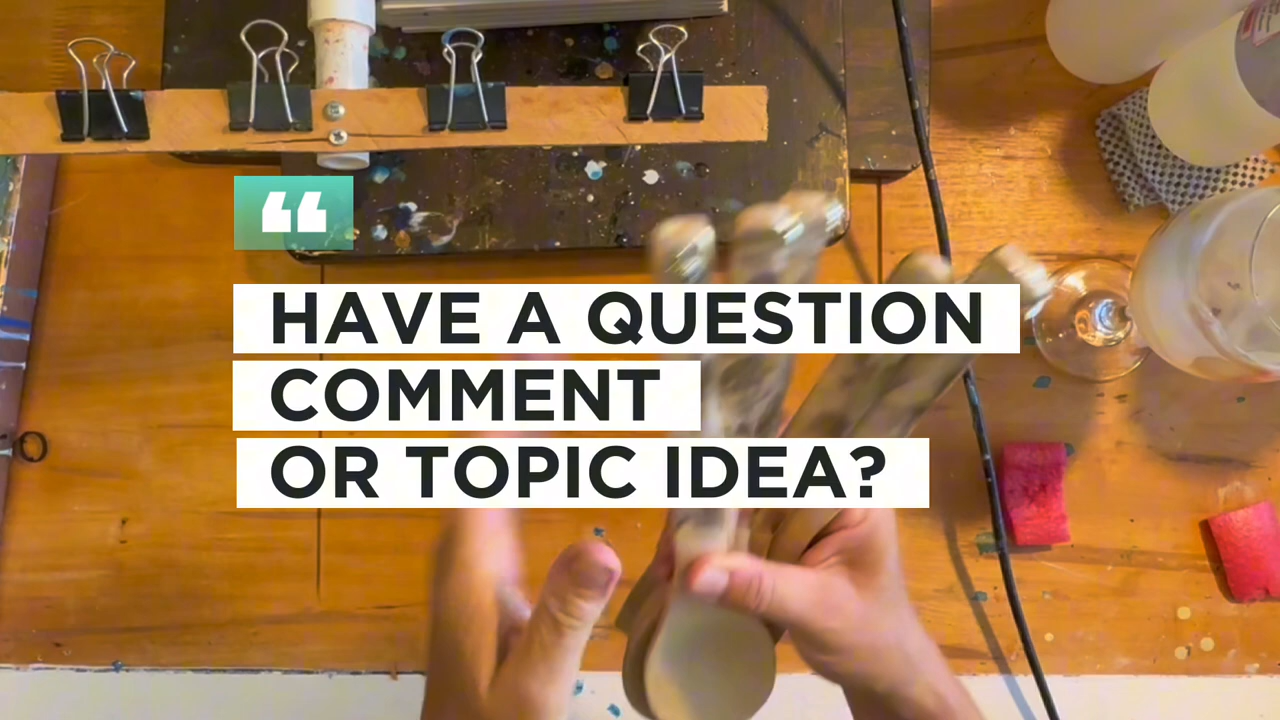 “
HAVE A QUESTION
COMMENT
OR TOPIC IDEA?